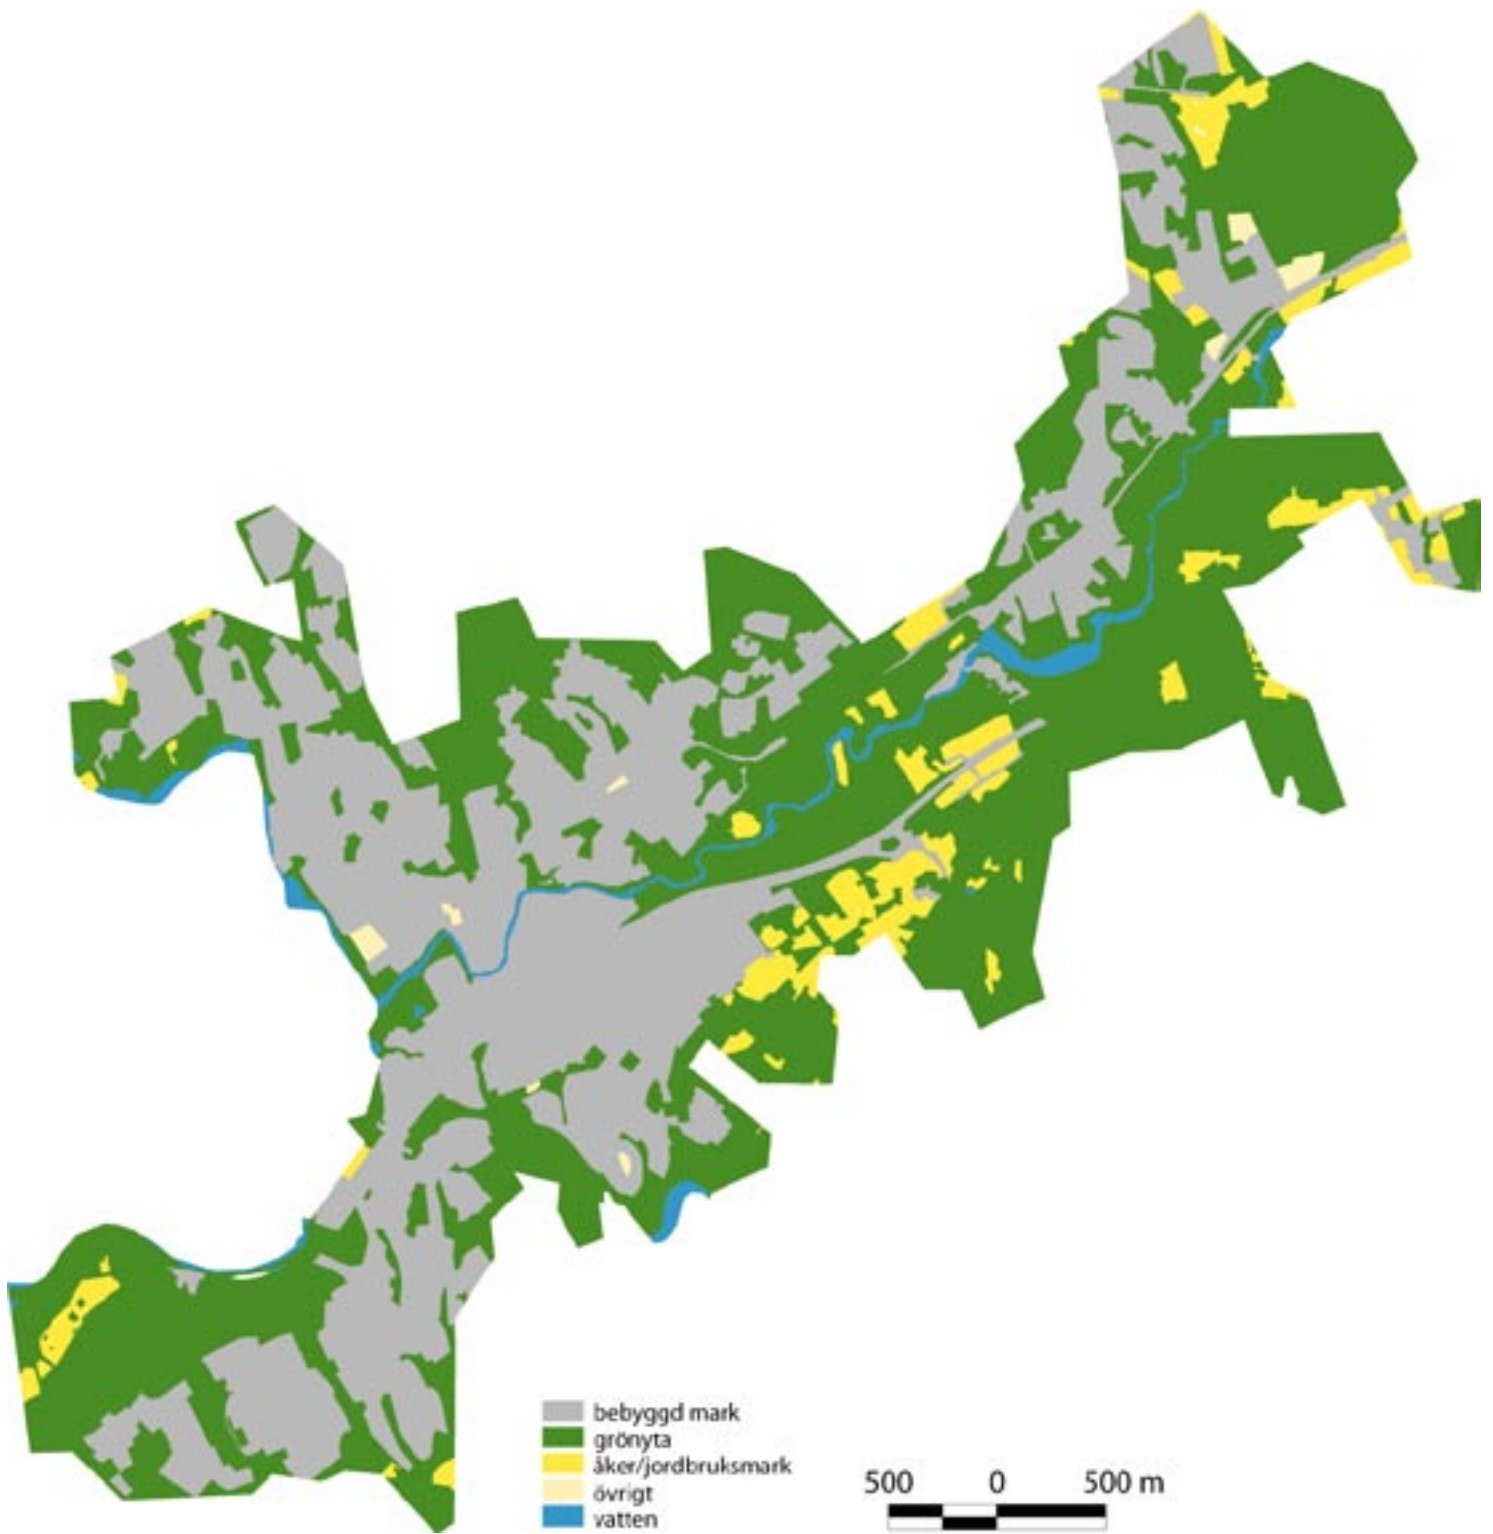 bebyggd mark
grönyta
åker/jordbruksmark
övrigt
vatten
500 0 500 m